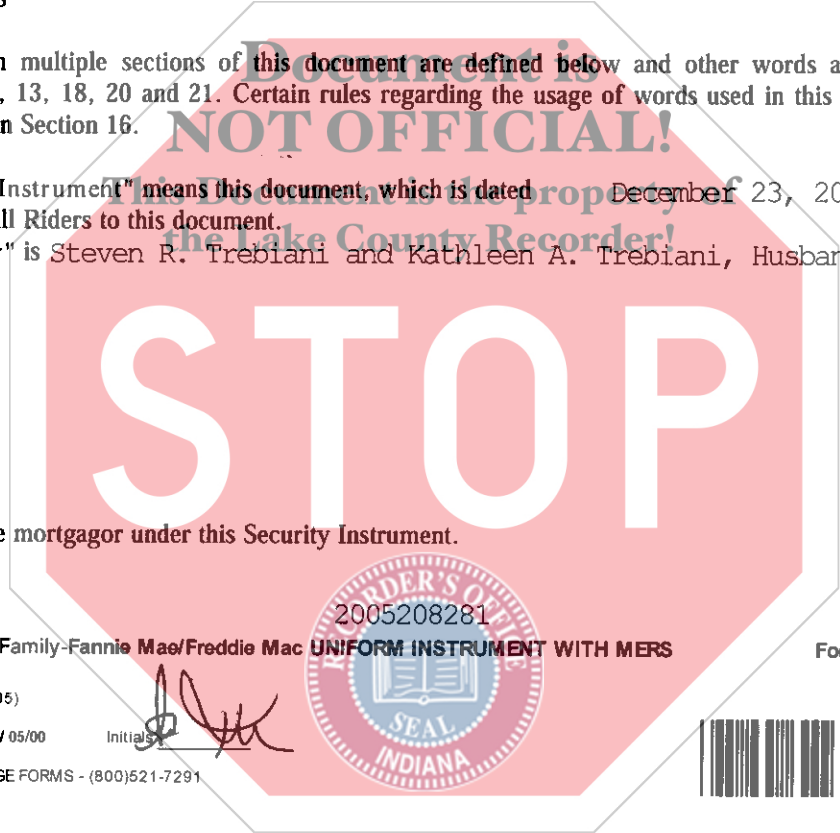 multiple sections of this document are defined below and other words a
, 13, 18, 20 and 21. Certain rules regarding the usage of words used in this
n Section 16.
Document is
NOT OFFICIAL!
This Document is the property of
the Lake County Recorder!
Instrument" means this document, which is dated December 23, 20
ll Riders to this document.
" is Steven R. Trebiani and Kathleen A. Trebiani, Husban
STOP
e mortgagor under this Security Instrument.
2005208281
Family-Fannie Mae/Freddie Mac UNIFORM INSTRUMENT WITH MERS Fo
05)
05/00 Initials
GE FORMS - (800)521-7291
RECORDER'S OFFICE
SEAL
INDIANA